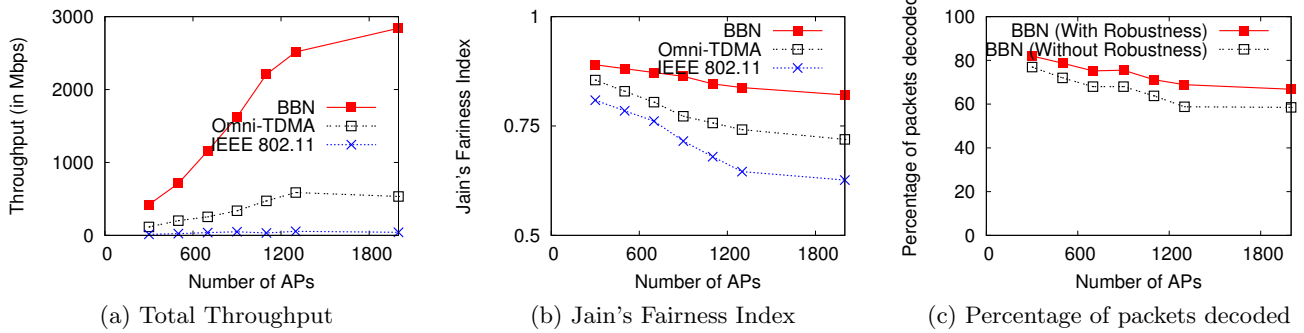 3000
2000
1000
0
0
600
1200
1800
Throughput (in Mbps)
Number of APs
BBN
Omni-TDMA
IEEE 802.11
(a) Total Throughput
1
0.75
0.5
0
600
1200
1800
Jain's Fariness Index
Number of APs
BBN
Omni-TDMA
IEEE 802.11
(b) Jain's Fairness Index
100
80
60
40
20
0
0
600
1200
1800
Percentage of packets decoded
Number of APs
BBN (With Robustness)
BBN (Without Robustness)
(c) Percentage of packets decoded